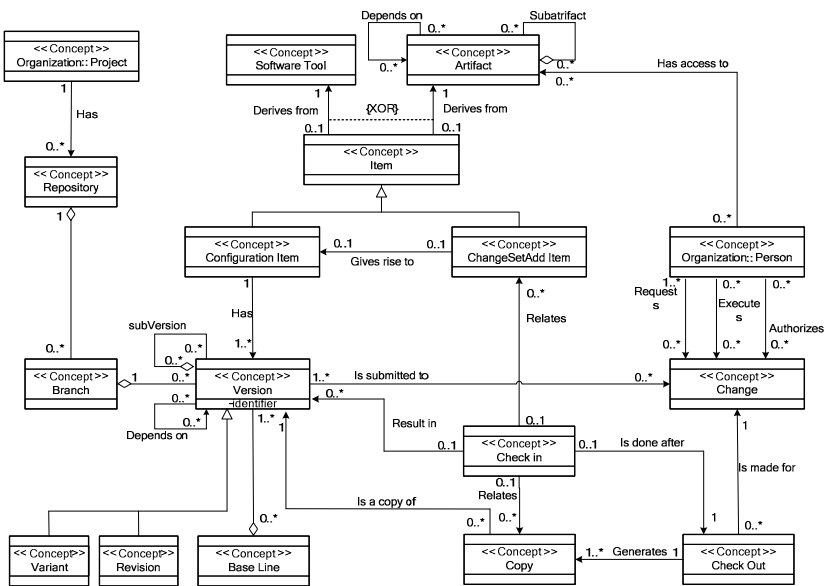 Depends on
0..*
0..*
Subatrifact
0..*
0..*
<<Concept>>
Organization:: Project
<<Concept>>
Software Tool
<<Concept>>
Artifact
1
Has
0..*
1
Derives from
0..1
{XOR}
1
Derives from
0..1
Has access to
0..*
0..*
<<Concept>>
Item
<<Concept>>
Repository
1
0..*
<<Concept>>
Configuration Item
0..1
Gives rise to
0..1
<<Concept>>
ChangeSetAdd Item
<<Concept>>
Organization:: Person
1
Has
1..*
0..*
Relates
0..1
1..*
Request
s
0..*
0..*
Execute
s
0..*
0..*
Authorizes
0..*
subVersion
0..*
0..*
<<Concept>>
Branch
1
0..*
<<Concept>>
Version
-Identifier
1..*
Is submitted to
0..*
<<Concept>>
Change
0..*
0..*
Depends on
1..*
1
0..*
Result in
0..1
<<Concept>>
Check in
0..1
Is done after
1
1
Is made for
0..*
0..1
Relates
0..*
Is a copy of
0..*
0..*
<<Concept>>
Variant
<<Concept>>
Revision
<<Concept>>
Base Line
<<Concept>>
Copy
1..*
Generates
1
<<Concept>>
Check Out